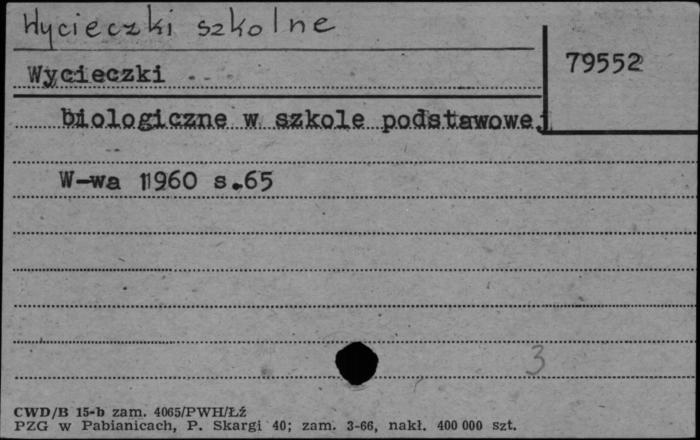 Wycieczki szkolne
79552
Wycieczki
biologiczne w szkole podstawowej
W-wa 1960 s.65
3
CWD/B 15-b zam. 4065/PWH/Łź
PZG w Pabianicach, P. Skargi 40; zam. 3-66, nakł. 400 000 szt.